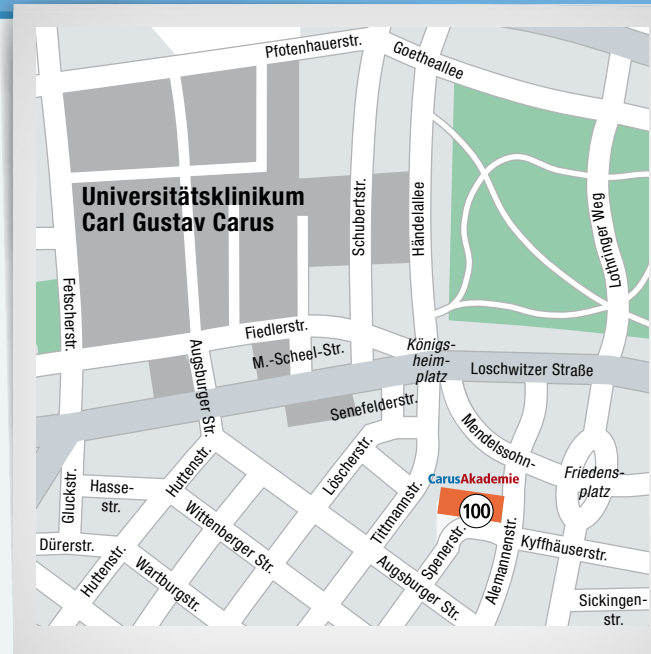 Pfotenhauerstr.
Goetheallee
Universitätsklinikum
Carl Gustav Carus
Schubertstr.
Händelallee
Lothringer Weg
Fetscherstr.
Fiedlerstr.
M.-Scheel-Str.
Augsburger Str.
Königs-
heim-
platz
Loschwitzer Straße
Senefelderstr.
Mendelssohn-
Löscherstr.
Huttenstr.
CarusAkademie
100
Friedens-
platz
Gluckstr.
Hasse-
str.
Tittmannstr.
Wittenberger Str.
Spenerstr.
Alemannenstr.
Kyffhäuserstr.
Dürerstr.
Huttenstr.
Wartburgstr.
Augsburger Str.
Sickingen-
str.